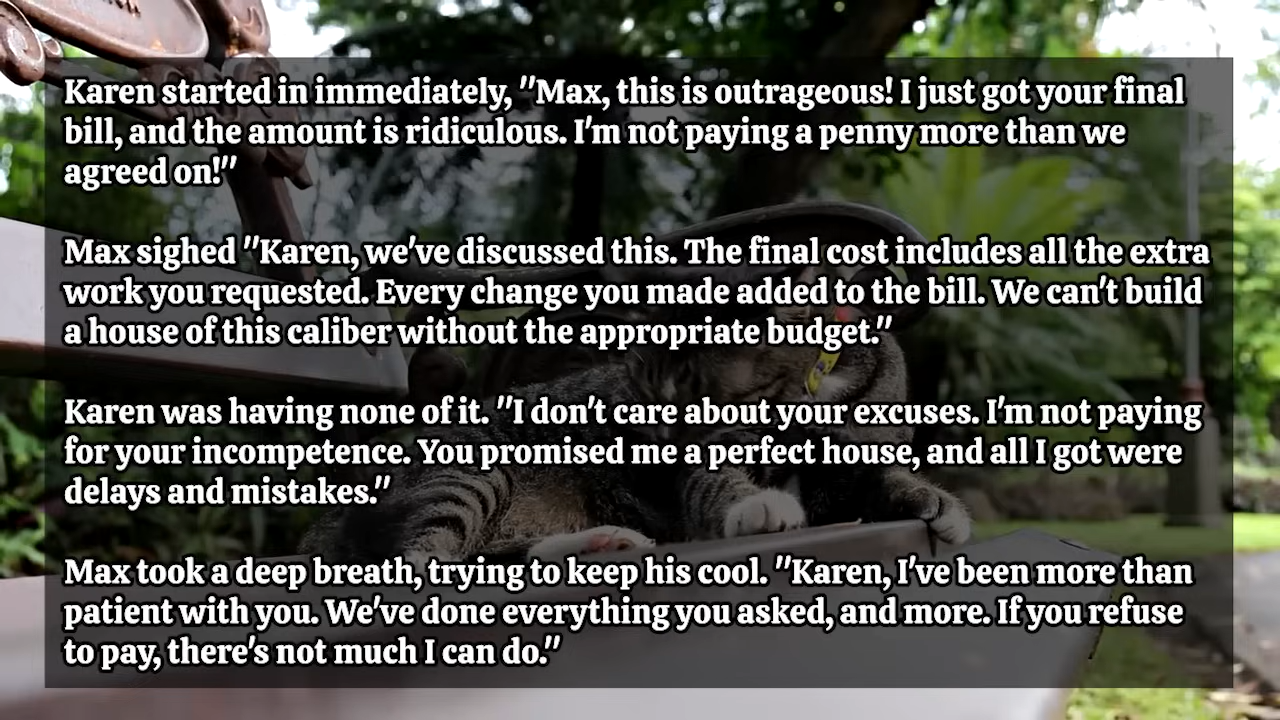 Karen started in immediately, "Max, this is outrageous! I just got your final
bill, and the amount is ridiculous. I'm not paying a penny more than we
agreed on!"
Max sighed "Karen, we've discussed this. The final cost includes all the extra
work you requested. Every change you made added to the bill. We can't build
a house of this caliber without the appropriate budget."
Karen was having none of it. "I don't care about your excuses. I'm not paying
for your incompetence. You promised me a perfect house, and all I got were
delays and mistakes."
Max took a deep breath, trying to keep his cool. "Karen, I've been more than
patient with you. We've done everything you asked, and more. If you refuse
to pay, there's not much I can do."